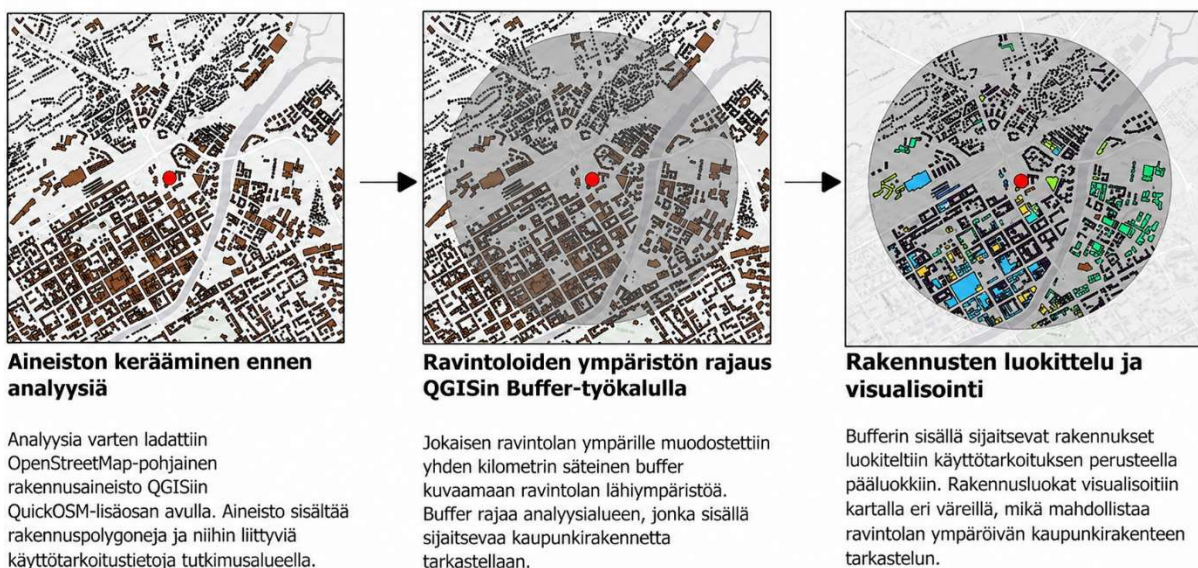 Aineiston kerääminen ennen
analyysiä
Analyysia varten ladattiin
OpenStreetMap-pohjainen
rakennusaineisto QGISiin
QuickOSM-lisäosan avulla. Aineisto sisältää
rakennuspolygoneja ja niihin liittyviä
käyttötarkoitustietoja tutkimusalueella.
Ravintoloiden ympäristön rajaus
QGISin Buffer-työkalulla
Jokaisen ravintolan ympärille muodostettiin
yhden kilometrin säteinen buffer
kuvaamaan ravintolan lähiympäristöä.
Buffer rajaa analyysialueen, jonka sisällä
sijaitsevaa kaupunkirakennetta
tarkastellaan.
Rakennusten luokittelu ja
visualisointi
Bufferin sisällä sijaitsevat rakennukset
luokiteltiin käyttötarkoituksen perusteella
pääluokkiin. Rakennusluokat visualisoitiin
kartalla eri väreillä, mikä mahdollistaa
ravintolan ympäröivän kaupunkirakenteen
tarkastelun.